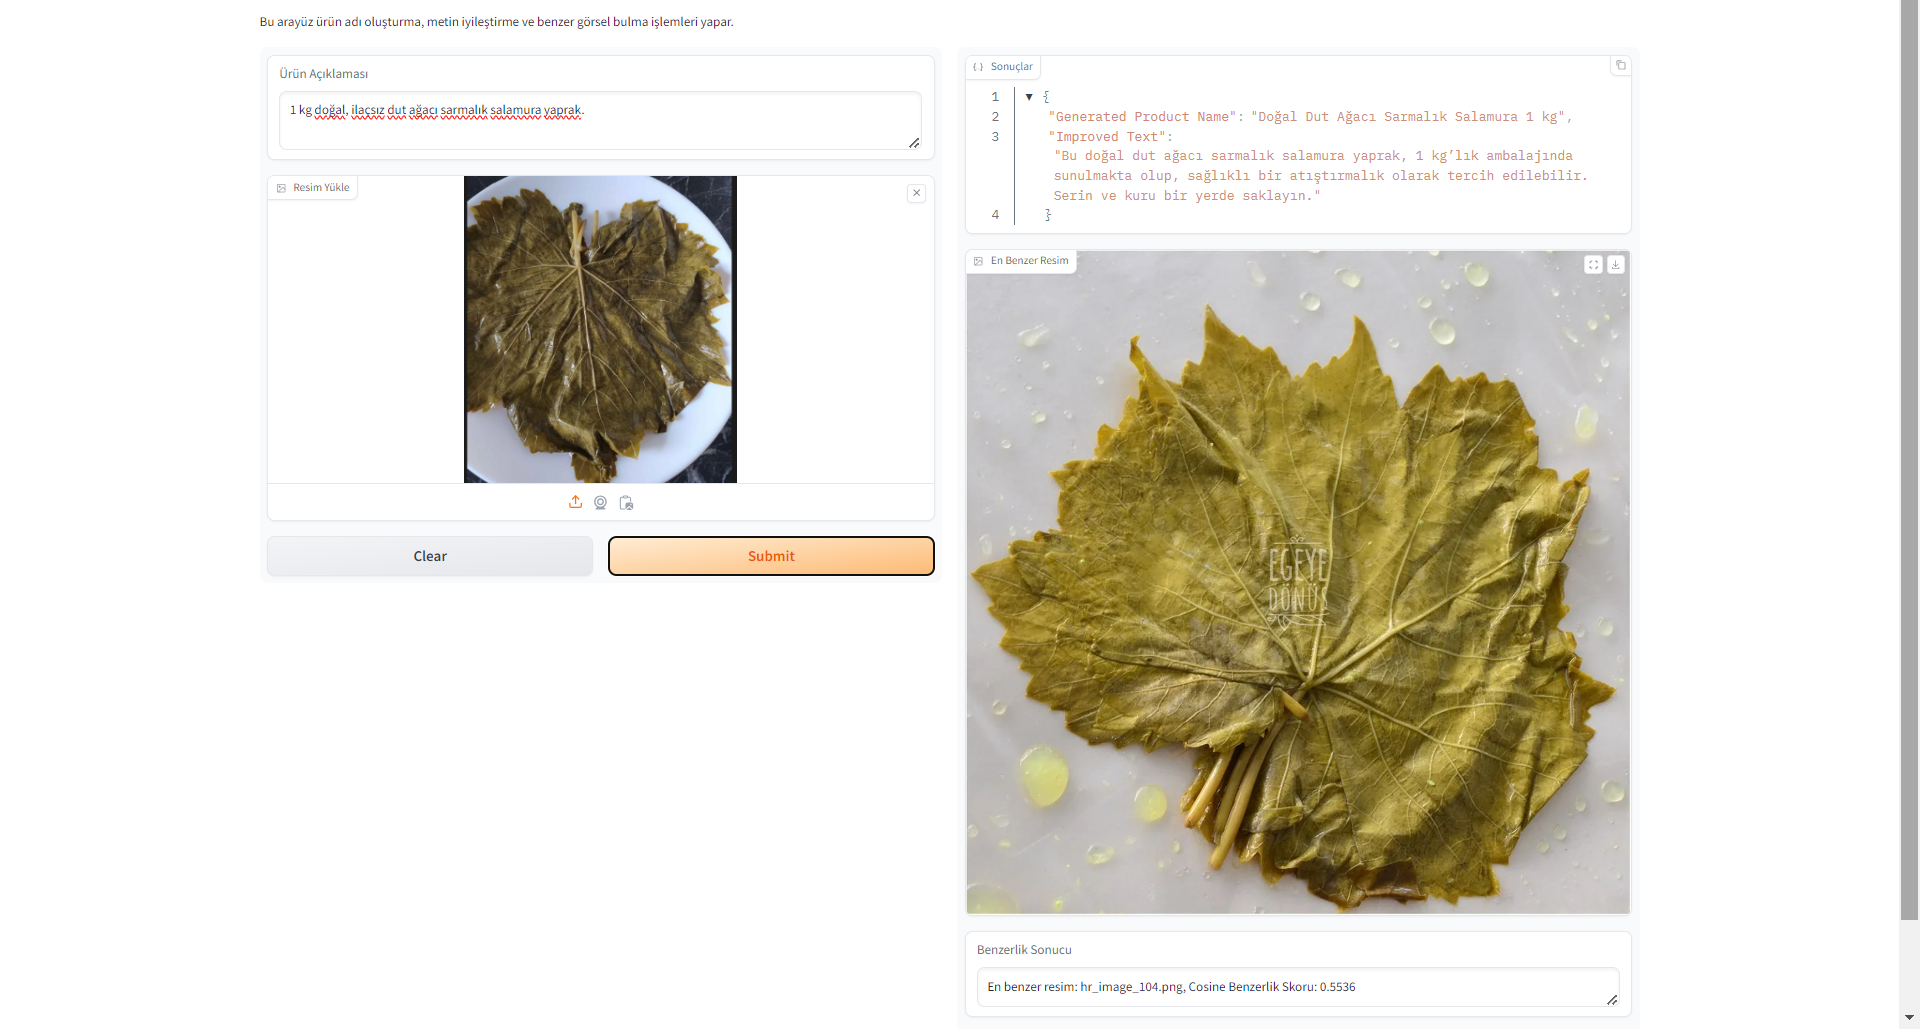 Bu arayüz ürün adı oluşturma, metin iyileştirme ve benzer görsel bulma işlemleri yapar.
Ürün Açıklaması
1 kg doğal, ilaçsız dut ağacı sarmalık salamura yaprak.
Resim Yükle
Clear
Submit
Sonuçlar
1 {
2 "Generated Product Name": "Doğal Dut Ağacı Sarmalık Salamura 1 kg",
3 "Improved Text":
"Bu doğal dut ağacı sarmalık salamura yaprak, 1 kg’lık ambalajında
sunulmakta olup, sağlıklı bir atıştırmalık olarak tercih edilebilir.
Serin ve kuru bir yerde saklayın."
4 }
En Benzer Resim
EGEYE
DÖNÜŞ
Benzerlik Sonucu
En benzer resim: hr_image_104.png, Cosine Benzerlik Skoru: 0.5536